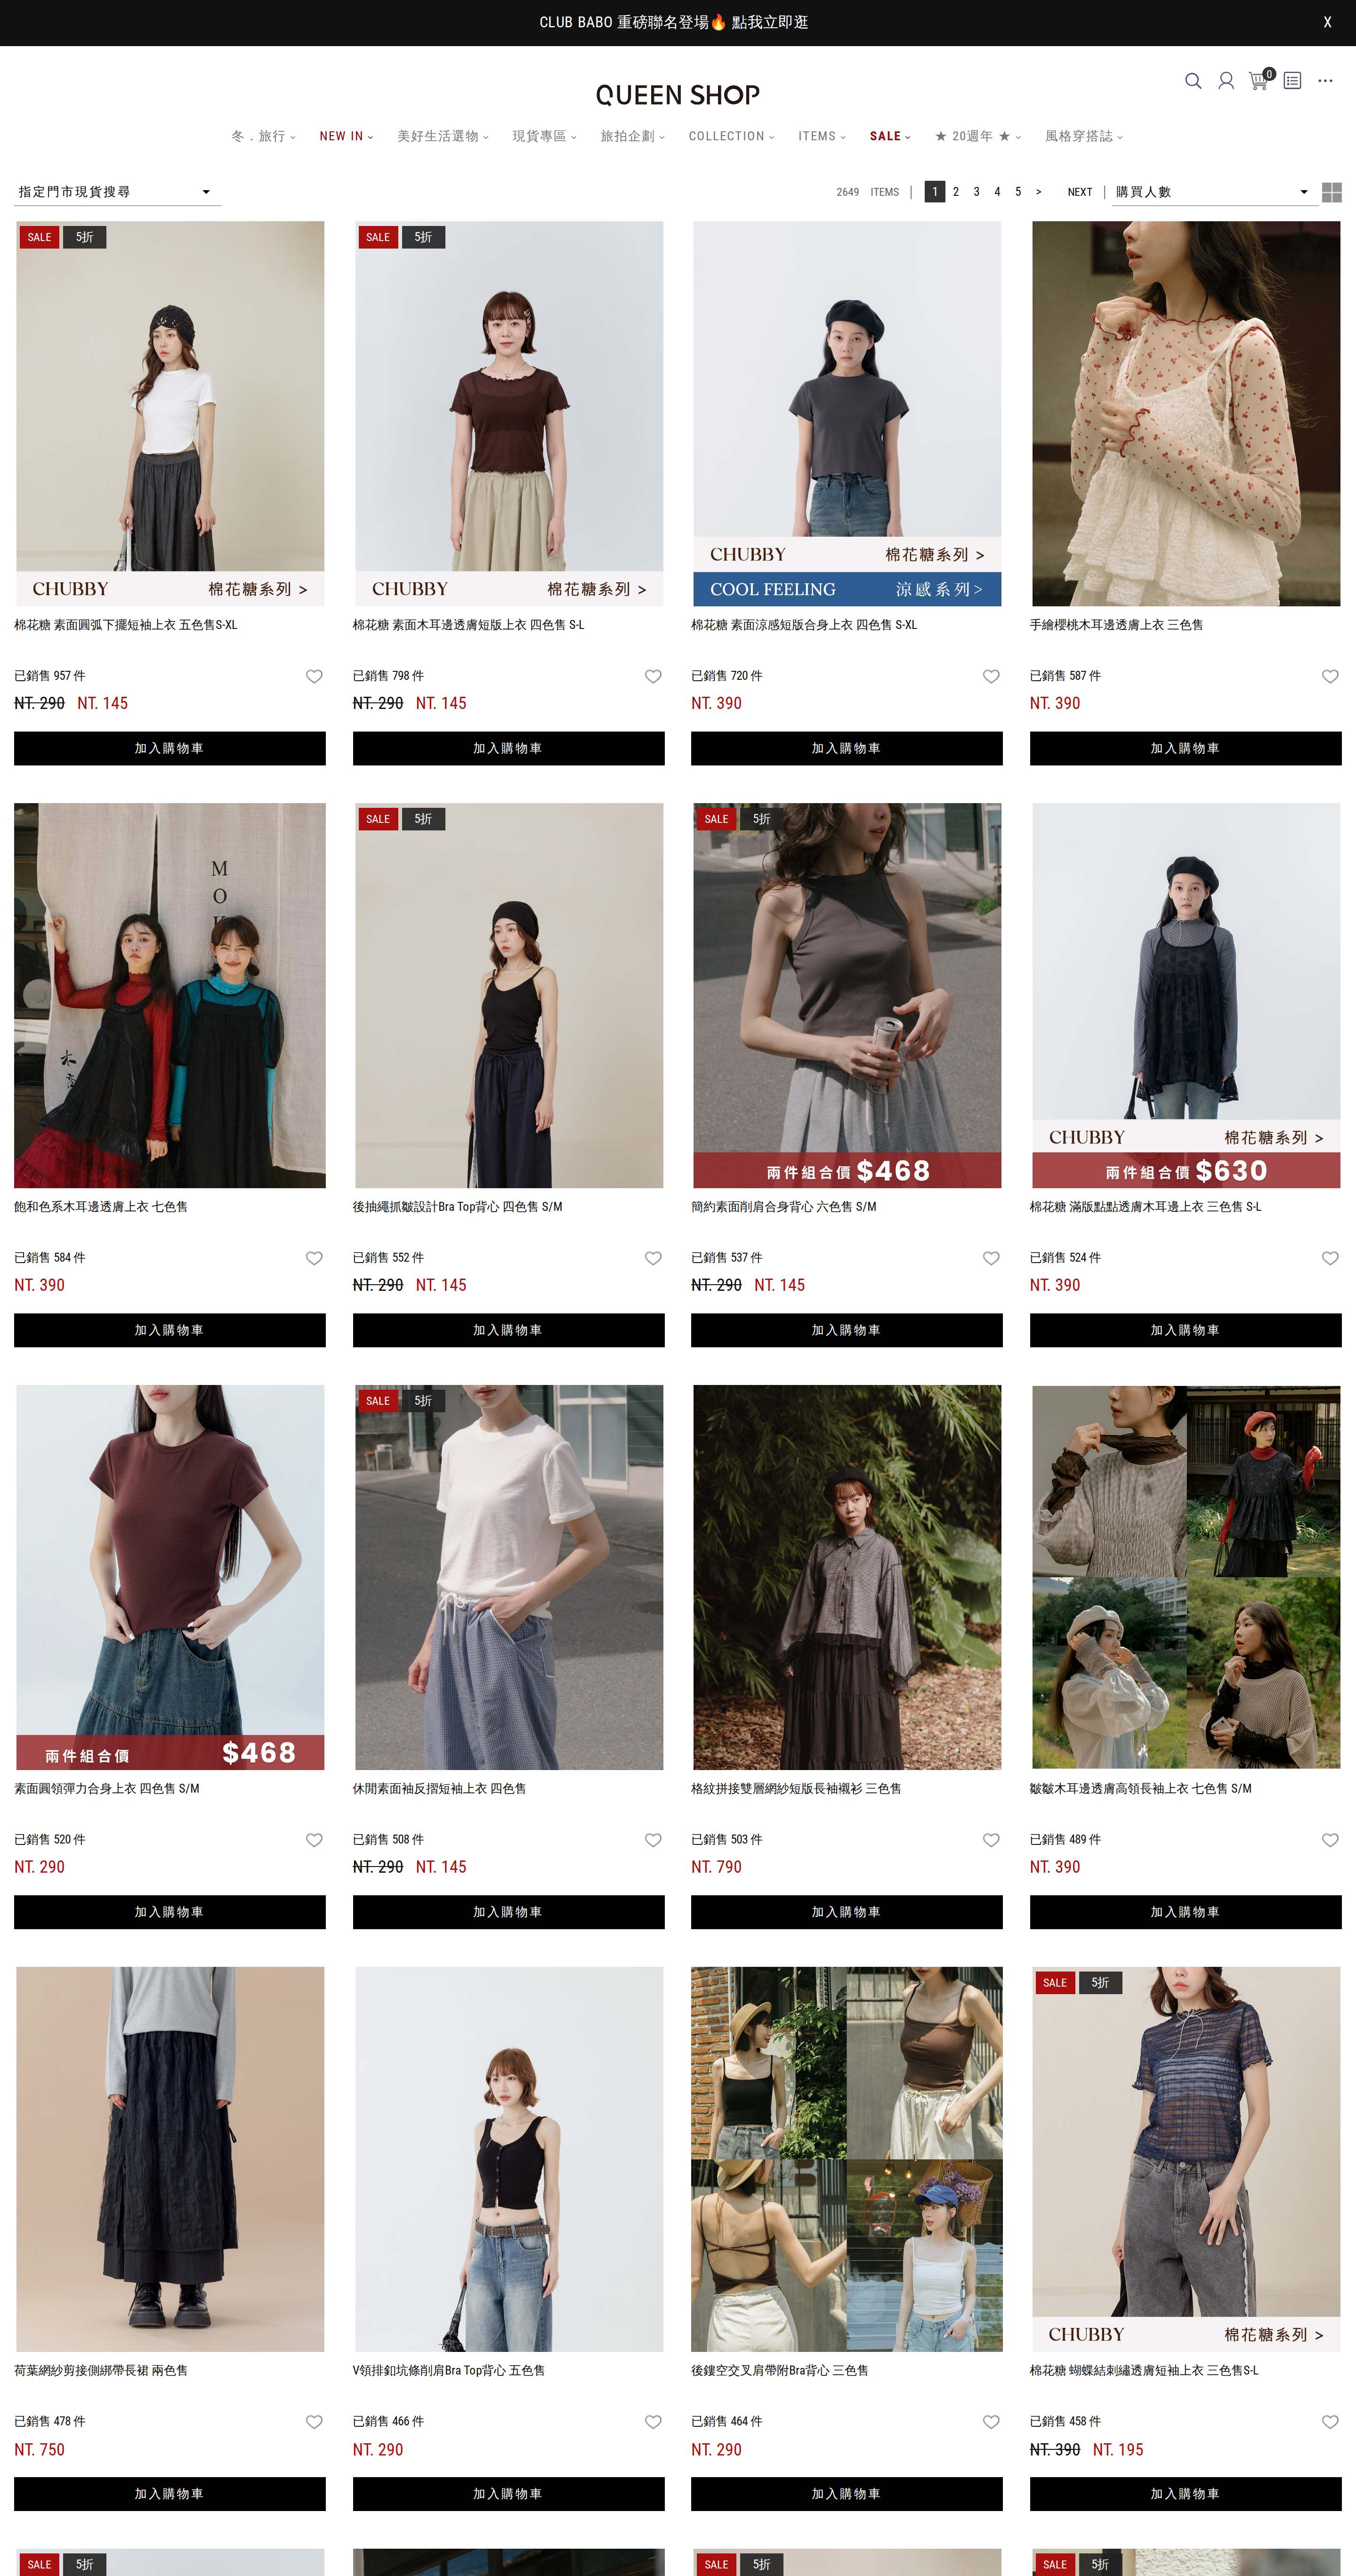 CLUB BABO 重磅聯名登場🔥 點我立即逛
X
QUEEN SHOP
0
冬．旅行 NEW IN 美好生活選物 現貨專區 旅拍企劃 COLLECTION ITEMS SALE ★ 20週年 ★ 風格穿搭誌
指定門市現貨搜尋
2649 ITEMS | 1 2 3 4 5 > NEXT | 購買人數
SALE 5折
CHUBBY 棉花糖系列 >
棉花糖 素面圓弧下擺短袖上衣 五色售S-XL
已銷售 957 件
NT. 290 NT. 145
加入購物車
SALE 5折
CHUBBY 棉花糖系列 >
棉花糖 素面木耳邊透膚短版上衣 四色售 S-L
已銷售 798 件
NT. 290 NT. 145
加入購物車
CHUBBY 棉花糖系列 >
COOL FEELING 涼感系列>
棉花糖 素面涼感短版合身上衣 四色售 S-XL
已銷售 720 件
NT. 390
加入購物車
手繪櫻桃木耳邊透膚上衣 三色售
已銷售 587 件
NT. 390
加入購物車
M
O
飽和色系木耳邊透膚上衣 七色售
已銷售 584 件
NT. 390
加入購物車
SALE 5折
後抽繩抓皺設計Bra Top背心 四色售 S/M
已銷售 552 件
NT. 290 NT. 145
加入購物車
SALE 5折
兩件組合價 $468
簡約素面削肩合身背心 六色售 S/M
已銷售 537 件
NT. 290 NT. 145
加入購物車
CHUBBY 棉花糖系列 >
兩件組合價 $630
棉花糖 滿版點點透膚木耳邊上衣 三色售 S-L
已銷售 524 件
NT. 390
加入購物車
兩件組合價 $468
素面圓領彈力合身上衣 四色售 S/M
已銷售 520 件
NT. 290
加入購物車
SALE 5折
休閒素面袖反摺短袖上衣 四色售
已銷售 508 件
NT. 290 NT. 145
加入購物車
格紋拼接雙層網紗短版長袖襯衫 三色售
已銷售 503 件
NT. 790
加入購物車
皺皺木耳邊透膚高領長袖上衣 七色售 S/M
已銷售 489 件
NT. 390
加入購物車
荷葉網紗剪接側綁帶長裙 兩色售
已銷售 478 件
NT. 750
加入購物車
V領排釦坑條削肩Bra Top背心 五色售
已銷售 466 件
NT. 290
加入購物車
後鏤空交叉肩帶附Bra背心 三色售
已銷售 464 件
NT. 290
加入購物車
SALE 5折
CHUBBY 棉花糖系列 >
棉花糖 蝴蝶結刺繡透膚短袖上衣 三色售S-L
已銷售 458 件
NT. 390 NT. 195
加入購物車
SALE 5折
SALE 5折
SALE 5折